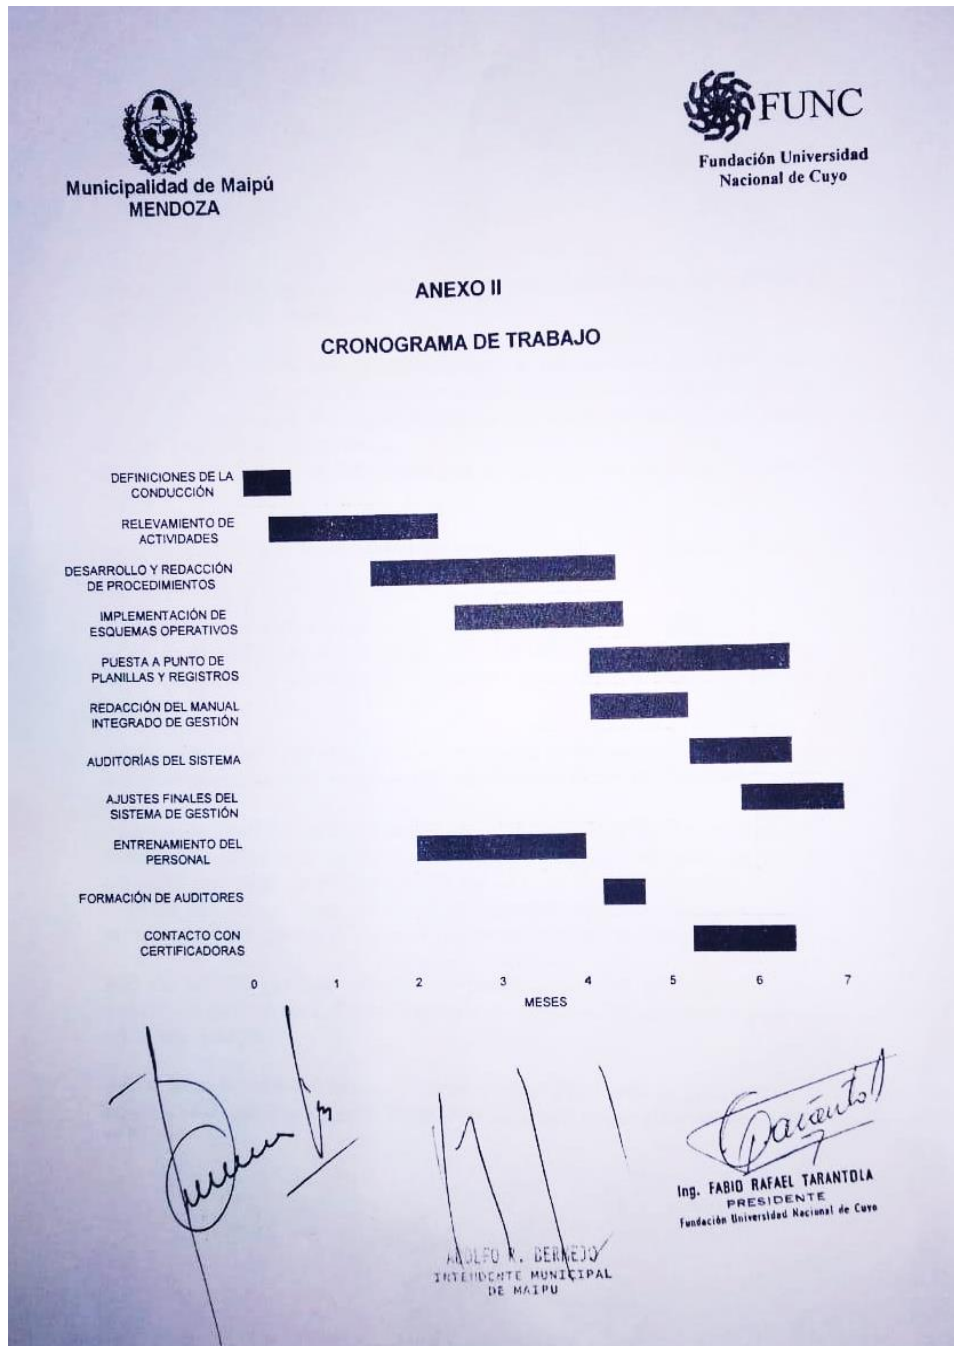 FUNC
Fundación Universidad
Nacional de Cuyo
Municipalidad de Maipú
MENDOZA
ANEXO II
CRONOGRAMA DE TRABAJO
DEFINICIONES DE LA
CONDUCCIÓN
RELEVAMIENTO DE
ACTIVIDADES
DESARROLLO Y REDACCIÓN
DE PROCEDIMIENTOS
IMPLEMENTACIÓN DE
ESQUEMAS OPERATIVOS
PUESTA A PUNTO DE
PLANILLAS Y REGISTROS
REDACCIÓN DEL MANUAL
INTEGRADO DE GESTIÓN
AUDITORÍAS DEL SISTEMA
AJUSTES FINALES DEL
SISTEMA DE GESTIÓN
ENTRENAMIENTO DEL
PERSONAL
FORMACIÓN DE AUDITORES
CONTACTO CON
CERTIFICADORAS
0 1 2 3 4 5 6 7
MESES
Ing. FABIO RAFAEL TARANTOLA
PRESIDENTE
Fundación Universidad Nacional de Cuyo
ADOLFO R. BERMEJO
INTENDENTE MUNICIPAL
DE MAIPU